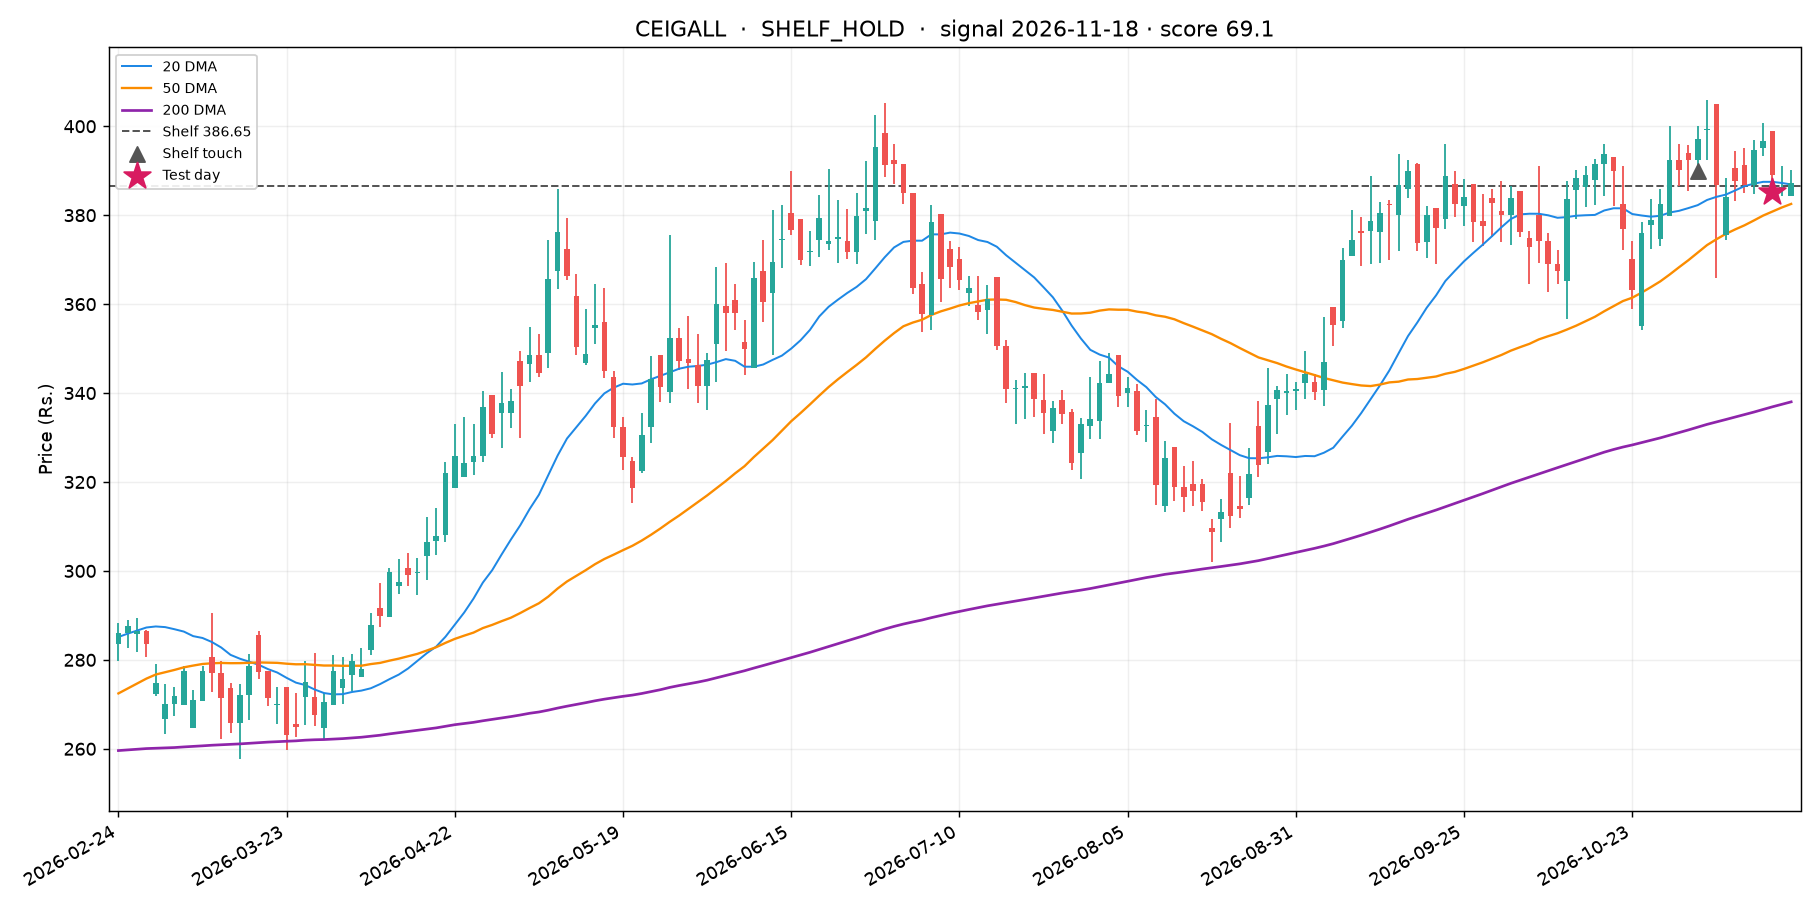 CEIGALL · SHELF_HOLD · signal 2026-11-18 · score 69.1
20 DMA
50 DMA
200 DMA
Shelf 386.65
Shelf touch
Test day
Price (Rs.)
400
380
360
340
320
300
280
260
2026-02-24
2026-03-23
2026-04-22
2026-05-19
2026-06-15
2026-07-10
2026-08-05
2026-08-31
2026-09-25
2026-10-23